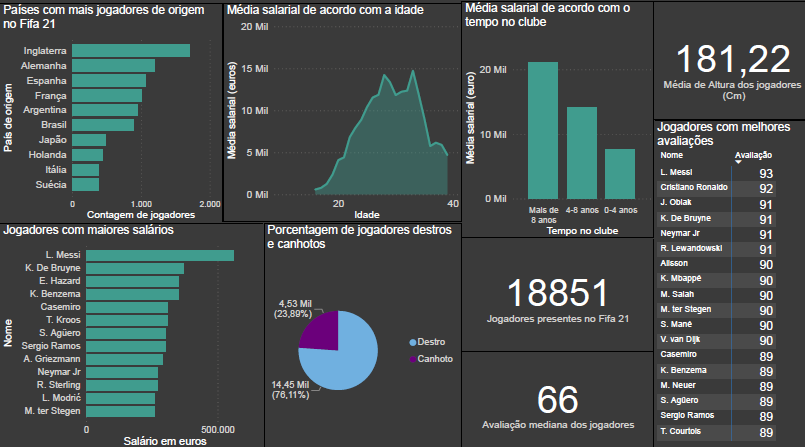 Países com mais jogadores de origem
no Fifa 21
País de origem
Inglaterra
Alemanha
Espanha
França
Argentina
Brasil
Japão
Holanda
Itália
Suécia
0
1.000
2.000
Contagem de jogadores
Média salarial de acordo com a idade
Média salarial (euros)
20 Mil
15 Mil
10 Mil
5 Mil
0 Mil
20
40
Idade
Média salarial de acordo com o
tempo no clube
Média salarial (euro)
20 Mil
10 Mil
0 Mil
Mais de
8 anos
4-8 anos
0-4 anos
Tempo no clube
181,22
Média de Altura dos jogadores
(Cm)
Jogadores com melhores
avaliações
Nome Avaliação
L. Messi 93
Cristiano Ronaldo 92
J. Oblak 91
K. De Bruyne 91
Neymar Jr 91
R. Lewandowski 91
Alisson 90
K. Mbappé 90
M. Salah 90
M. ter Stegen 90
S. Mané 90
V. van Dijk 90
Casemiro 89
K. Benzema 89
M. Neuer 89
S. Agüero 89
Sergio Ramos 89
T. Courtois 89
Jogadores com maiores salários
Nome
L. Messi
K. De Bruyne
E. Hazard
K. Benzema
Casemiro
T. Kroos
S. Agüero
Sergio Ramos
A. Griezmann
Neymar Jr
R. Sterling
L. Modrić
M. ter Stegen
0
500.000
Salário em euros
Porcentagem de jogadores destros
e canhotos
4,53 Mil
(23,89%)
14,45 Mil
(76,11%)
Destro
Canhoto
18851
Jogadores presentes no Fifa 21
66
Avaliação mediana dos jogadores